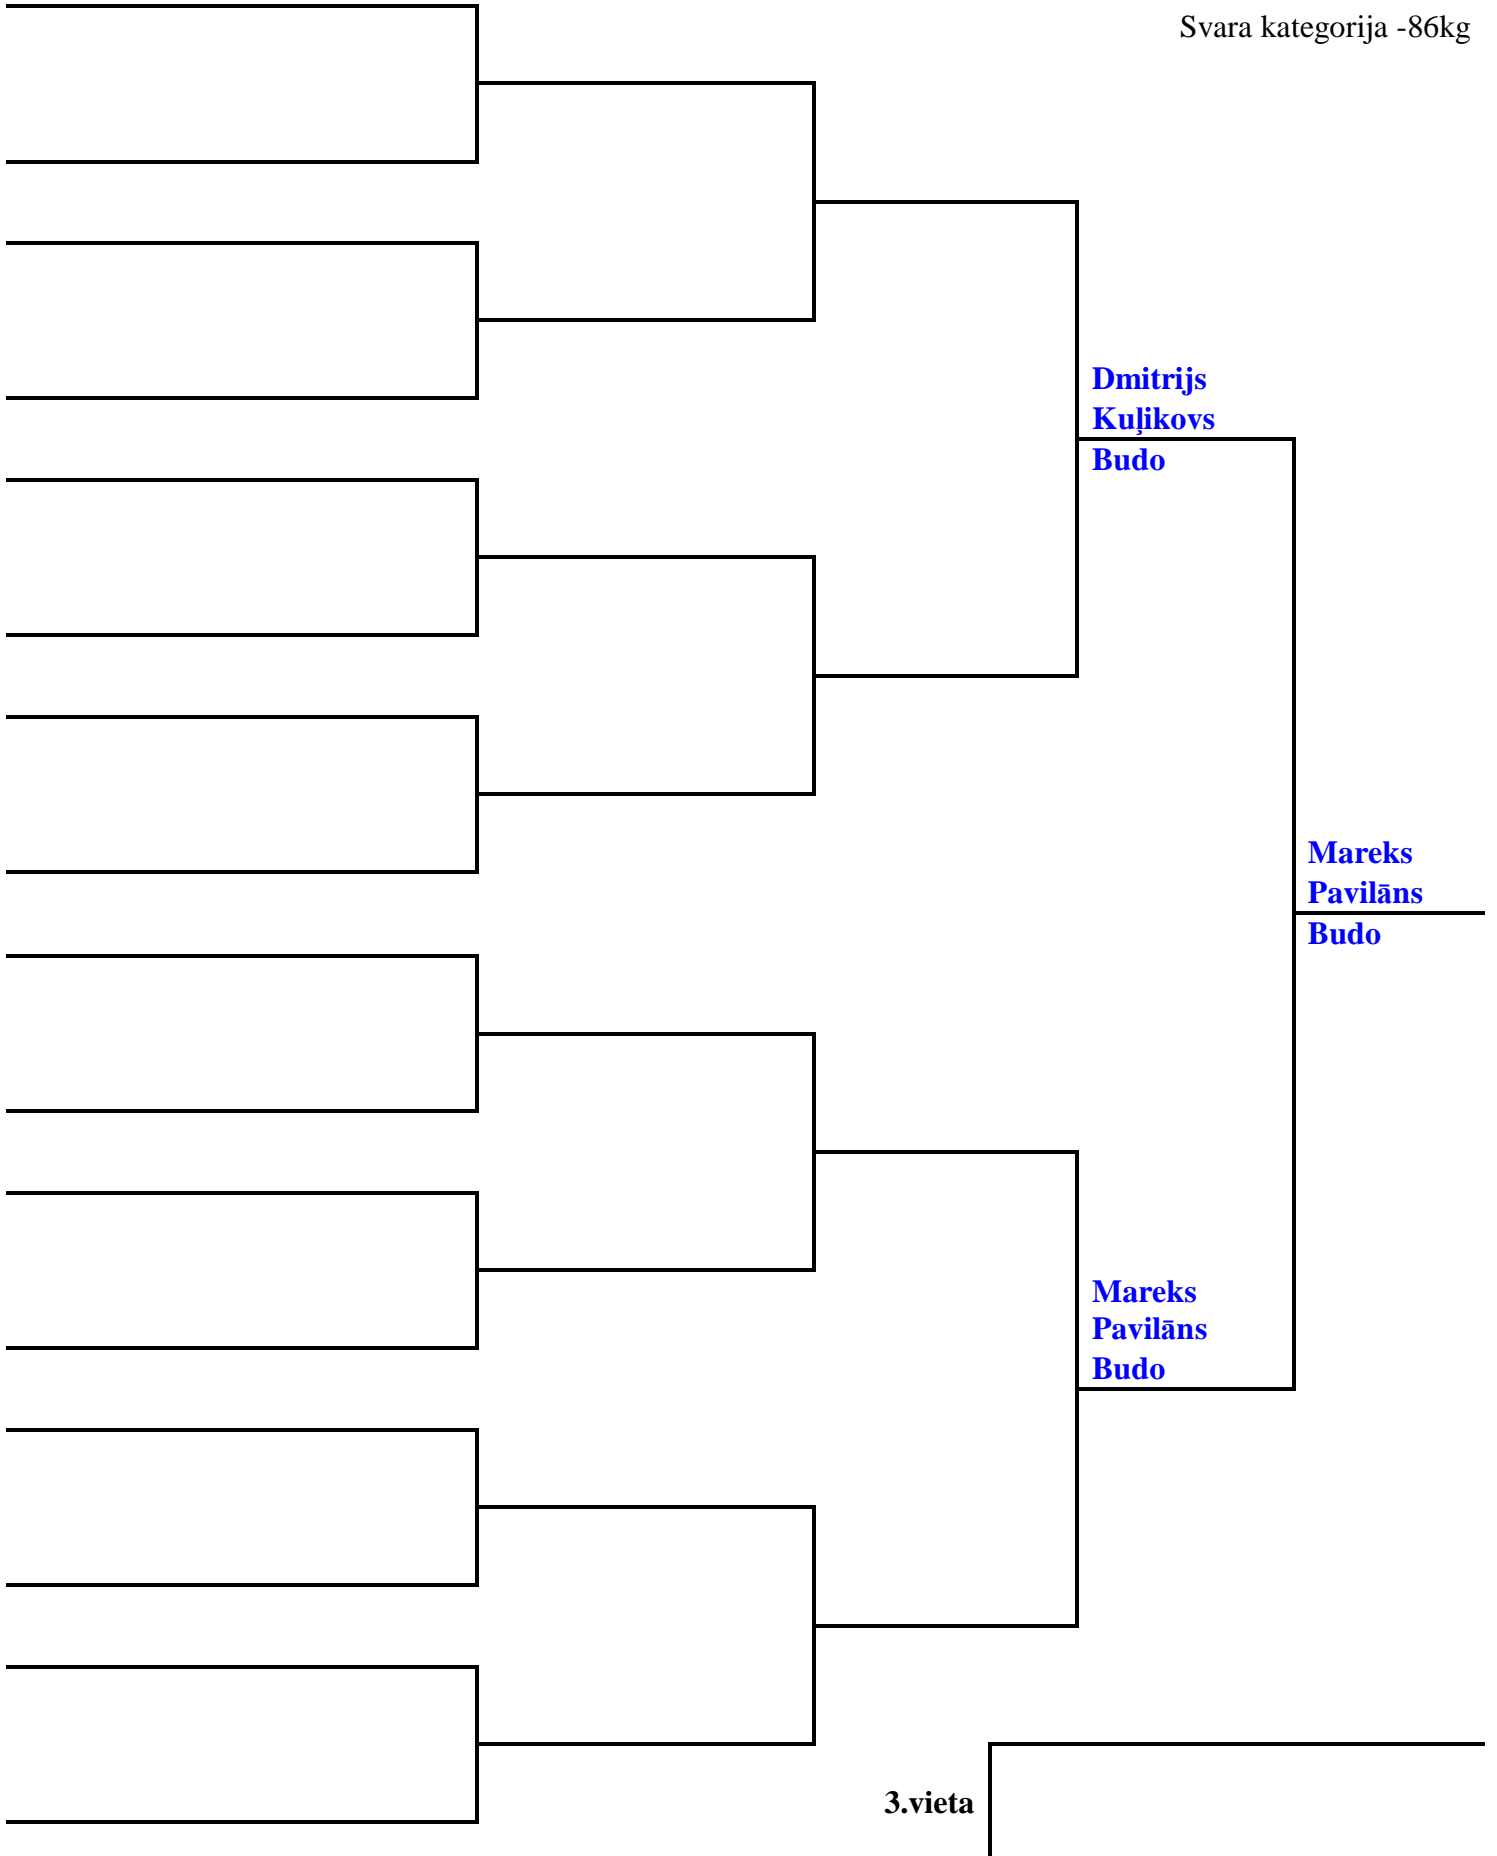 Svara kategorija -86kg
Dmitrijs
Kuļikovs
Budo
Mareks
Pavilāns
Budo
Mareks
Pavilāns
Budo
3.vieta